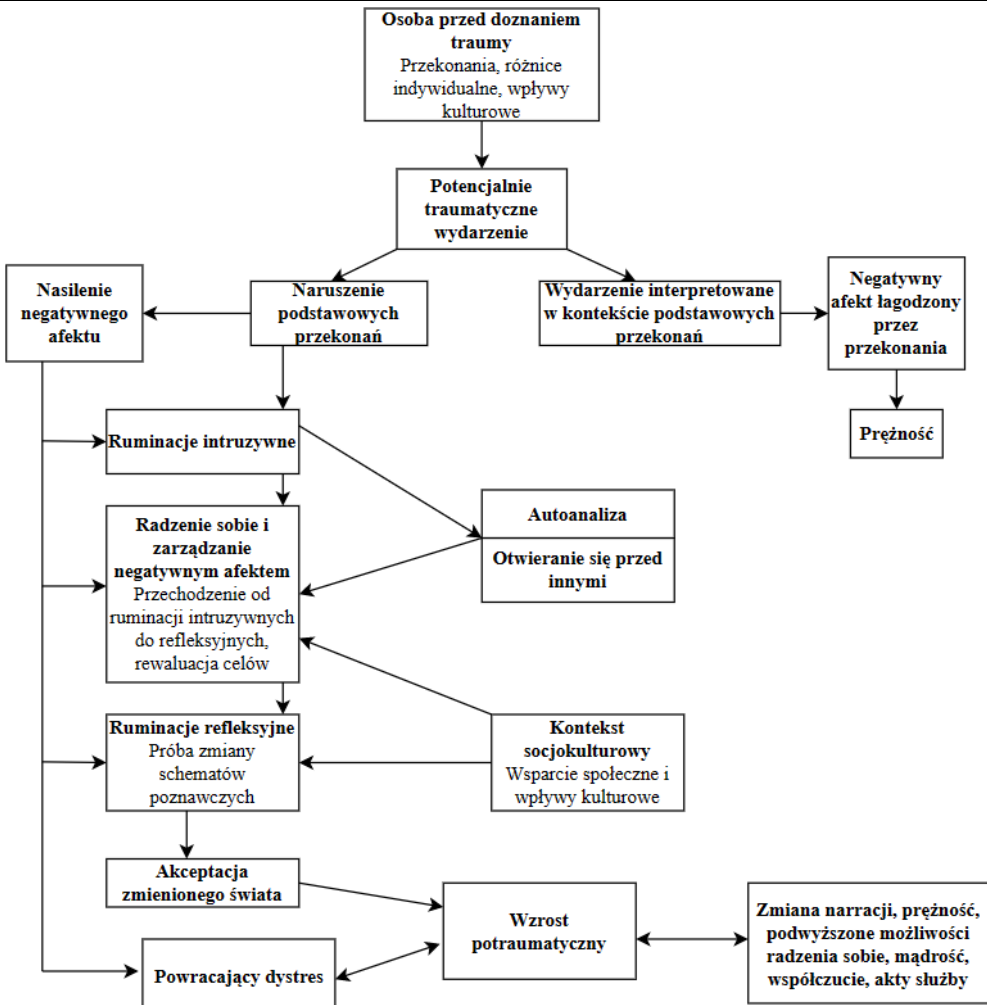 Osoba przed doznaniem
traumy
Przekonania, różnice
indywidualne, wpływy
kulturowe
Potencjalnie
traumatyczne
wydarzenie
Nasilenie
negatywnego
afektu
Naruszenie
podstawowych
przekonań
Wydarzenie interpretowane
w kontekście podstawowych
przekonań
Negatywny
afekt łagodzony
przez
przekonania
Prężność
Ruminacje intruzywne
Autoanaliza
Otwieranie się przed
innymi
Radzenie sobie i
zarządzanie
negatywnym afektem
Przechodzenie od
ruminacji intruzywnych
do refleksyjnych,
rewaluacja celów
Ruminacje refleksyjne
Próba zmiany
schematów
poznawczych
Kontekst
socjokulturowy
Wsparcie społeczne i
wpływy kulturowe
Akceptacja
zmienionego świata
Wzrost
potraumatyczny
Zmiana narracji, prężność,
podwyższone możliwości
radzenia sobie, mądrość,
współczucie, akty służby
Powracający dystres